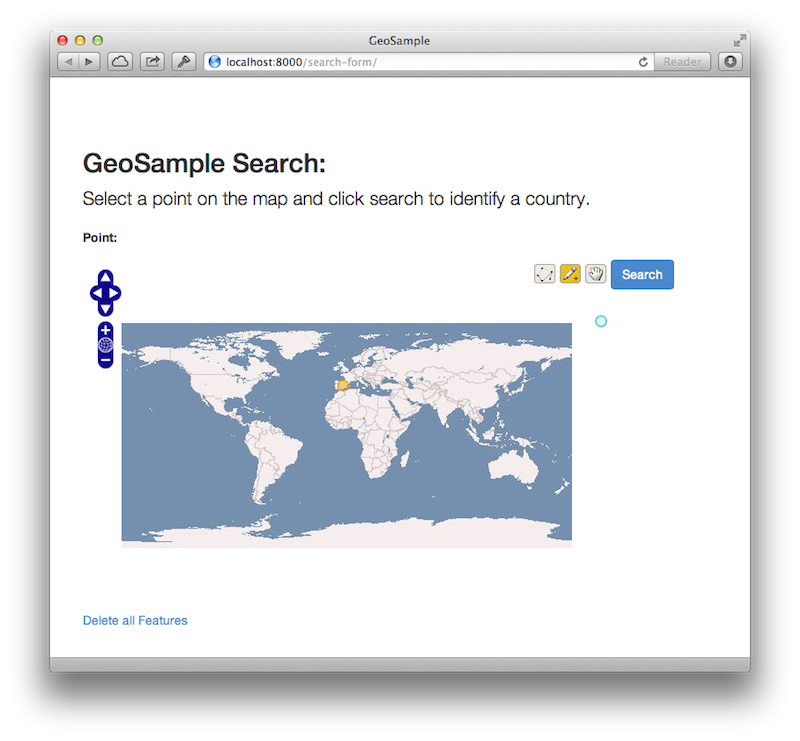 GeoSample
localhost:8000/search-form/
Reader
GeoSample Search:
Select a point on the map and click search to identify a country.
Point:
Search
Delete all Features